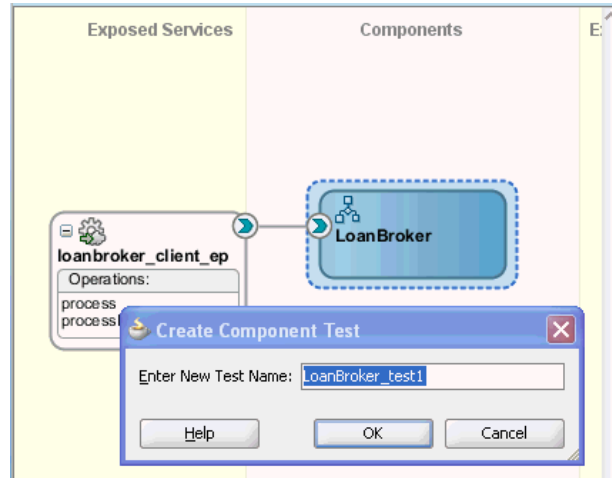 Exposed Services
Components
LoanBroker
loanbroker_client_ep
Operations:
process
Create Component Test
Enter New Test Name: LoanBroker_test1
Help
OK
Cancel